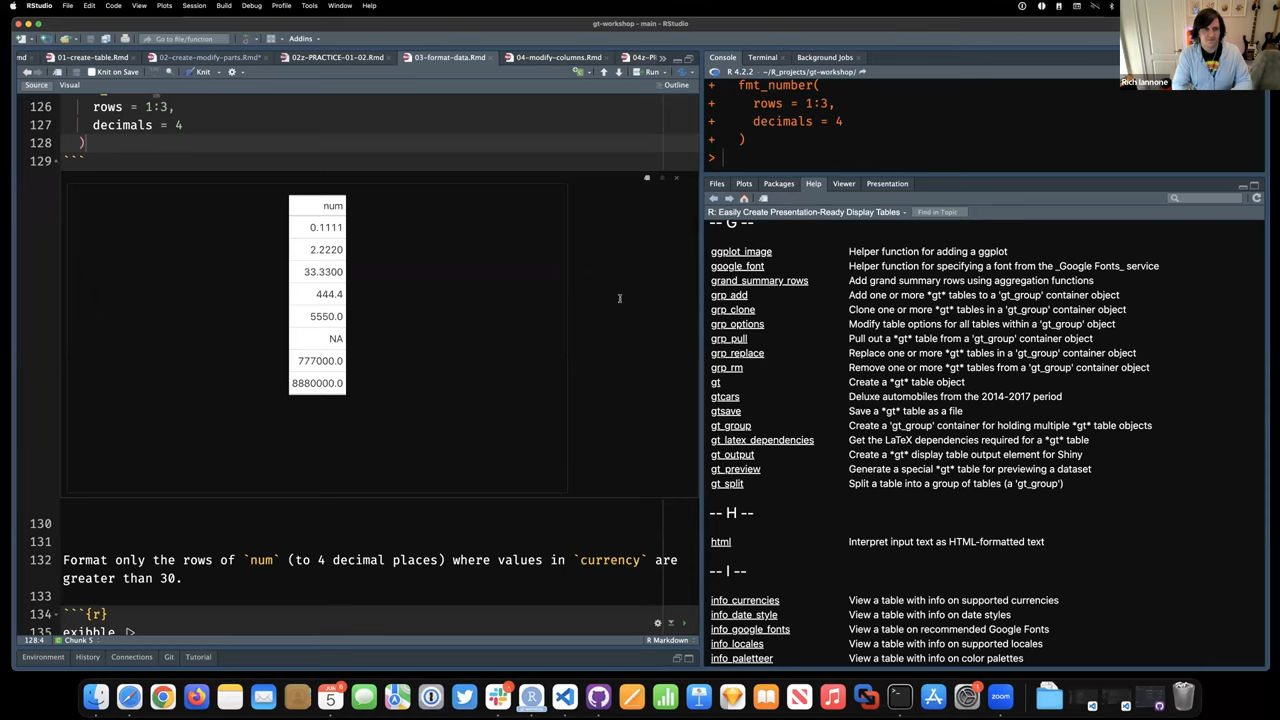 RStudio File Edit Code View Plots Session Build Debug Profile Tools Window Help
gt-workshop - main - RStudio
Go to file/function Addins
md 01-create-table.Rmd 02-create-modify-parts.Rmd* 02z-PRACTICE-01-02.Rmd 03-format-data.Rmd 04-modify-columns.Rmd 04z-PI
Knit on Save Knit Run
Source Visual Outline
126 rows = 1:3,
127 decimals = 4
128 )
129 ```
num
0.1111
2.2220
33.3300
444.4
5550.0
NA
777000.0
8880000.0
130
131
132 Format only the rows of `num` (to 4 decimal places) where values in `currency` are
greater than 30.
133
134 ```{r}
135 exibble |>
128:4 Chunk 5 R Markdown
Environment History Connections Git Tutorial
Console Terminal Background Jobs
R 4.2.2 · ~/R_projects/gt-workshop/
+ fmt_number(
+ rows = 1:3,
+ decimals = 4
+ )
>
Rich Iannone
Files Plots Packages Help Viewer Presentation
R: Easily Create Presentation-Ready Display Tables Find in Topic
-- G --
ggplot_image Helper function for adding a ggplot
google_font Helper function for specifying a font from the _Google Fonts_ service
grand_summary_rows Add grand summary rows using aggregation functions
grp_add Add one or more *gt* tables to a 'gt_group' container object
grp_clone Clone one or more *gt* tables in a 'gt_group' container object
grp_options Modify table options for all tables within a 'gt_group' object
grp_pull Pull out a *gt* table from a 'gt_group' container object
grp_replace Replace one or more *gt* tables in a 'gt_group' container object
grp_rm Remove one or more *gt* tables from a 'gt_group' container object
gt Create a *gt* table object
gtcars Deluxe automobiles from the 2014-2017 period
gtsave Save a *gt* table as a file
gt_group Create a 'gt_group' container for holding multiple *gt* table objects
gt_latex_dependencies Get the LaTeX dependencies required for a *gt* table
gt_output Create a *gt* display table output element for Shiny
gt_preview Generate a special *gt* table for previewing a dataset
gt_split Split a table into a group of tables (a 'gt_group')
-- H --
html Interpret input text as HTML-formatted text
-- I --
info_currencies View a table with info on supported currencies
info_date_style View a table with info on date styles
info_google_fonts View a table on recommended Google Fonts
info_locales View a table with info on supported locales
info_paletteer View a table with info on color palettes
JUN
5
zoom